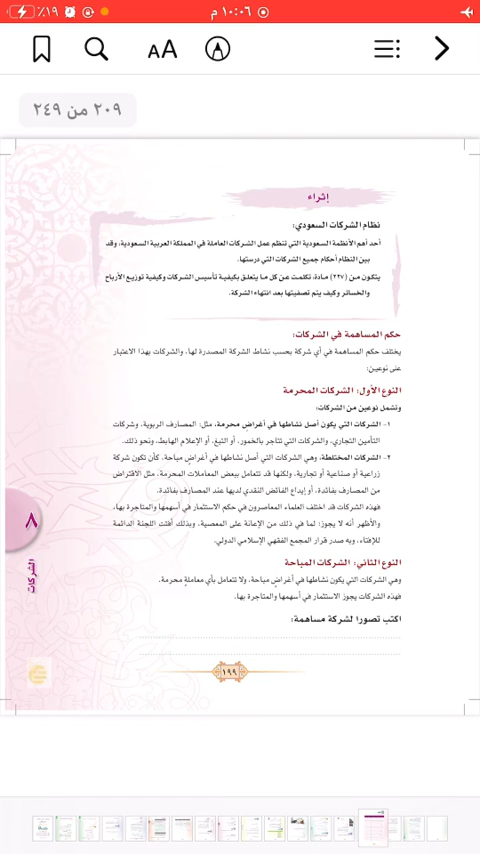 ١٠:٠٦ م
١٩٪
AA
٢٠٩ من ٢٤٩
إثراء
نظام الشركات السعودي:
أحد أهم الأنظمة السعودية التي تنظم عمل الشركات العاملة في المملكة العربية السعودية، وقد
بين النظام أحكام جميع الشركات التي درستها.
يتكون من (٢٢٧) مادة، تكلمت عن كل ما يتعلق بكيفية تأسيس الشركات وكيفية توزيع الأرباح
والخسائر وكيف يتم تصفيتها بعد انتهاء الشركة.
حكم المساهمة في الشركات:
يختلف حكم المساهمة في أي شركة بحسب نشاط الشركة المصدرة لها، والشركات بهذا الاعتبار
على نوعين:
النوع الأول: الشركات المحرمة
وتشمل نوعين من الشركات:
١- الشركات التي يكون أصل نشاطها في أغراض محرمة، مثل: المصارف الربوية، وشركات
التأمين التجاري، والشركات التي تتاجر بالخمور، أو التبغ، أو الإعلام الهابط، ونحو ذلك.
٢- الشركات المختلطة، وهي الشركات التي أصل نشاطها في أغراضٍ مباحة، كأن تكون شركة
زراعية أو صناعية أو تجارية، ولكنها قد تتعامل ببعض المعاملات المحرمة، مثل الاقتراض
من المصارف بفائدة، أو إيداع الفائض النقدي لديها عند المصارف بفائدة.
فهذه الشركات قد اختلف العلماء المعاصرون في حكم الاستثمار في أسهمها والمتاجرة بها،
والأظهر أنه لا يجوز؛ لما في ذلك من الإعانة على المعصية، وبذلك أفتت اللجنة الدائمة
للإفتاء، وبه صدر قرار المجمع الفقهي الإسلامي الدولي.
النوع الثاني: الشركات المباحة
وهي الشركات التي يكون نشاطها في أغراضٍ مباحة، ولا تتعامل بأي معاملةٍ محرمة.
فهذه الشركات يجوز الاستثمار في أسهمها والمتاجرة بها.
اكتب تصورا لشركة مساهمة:
٨
الشركات
١٩٩